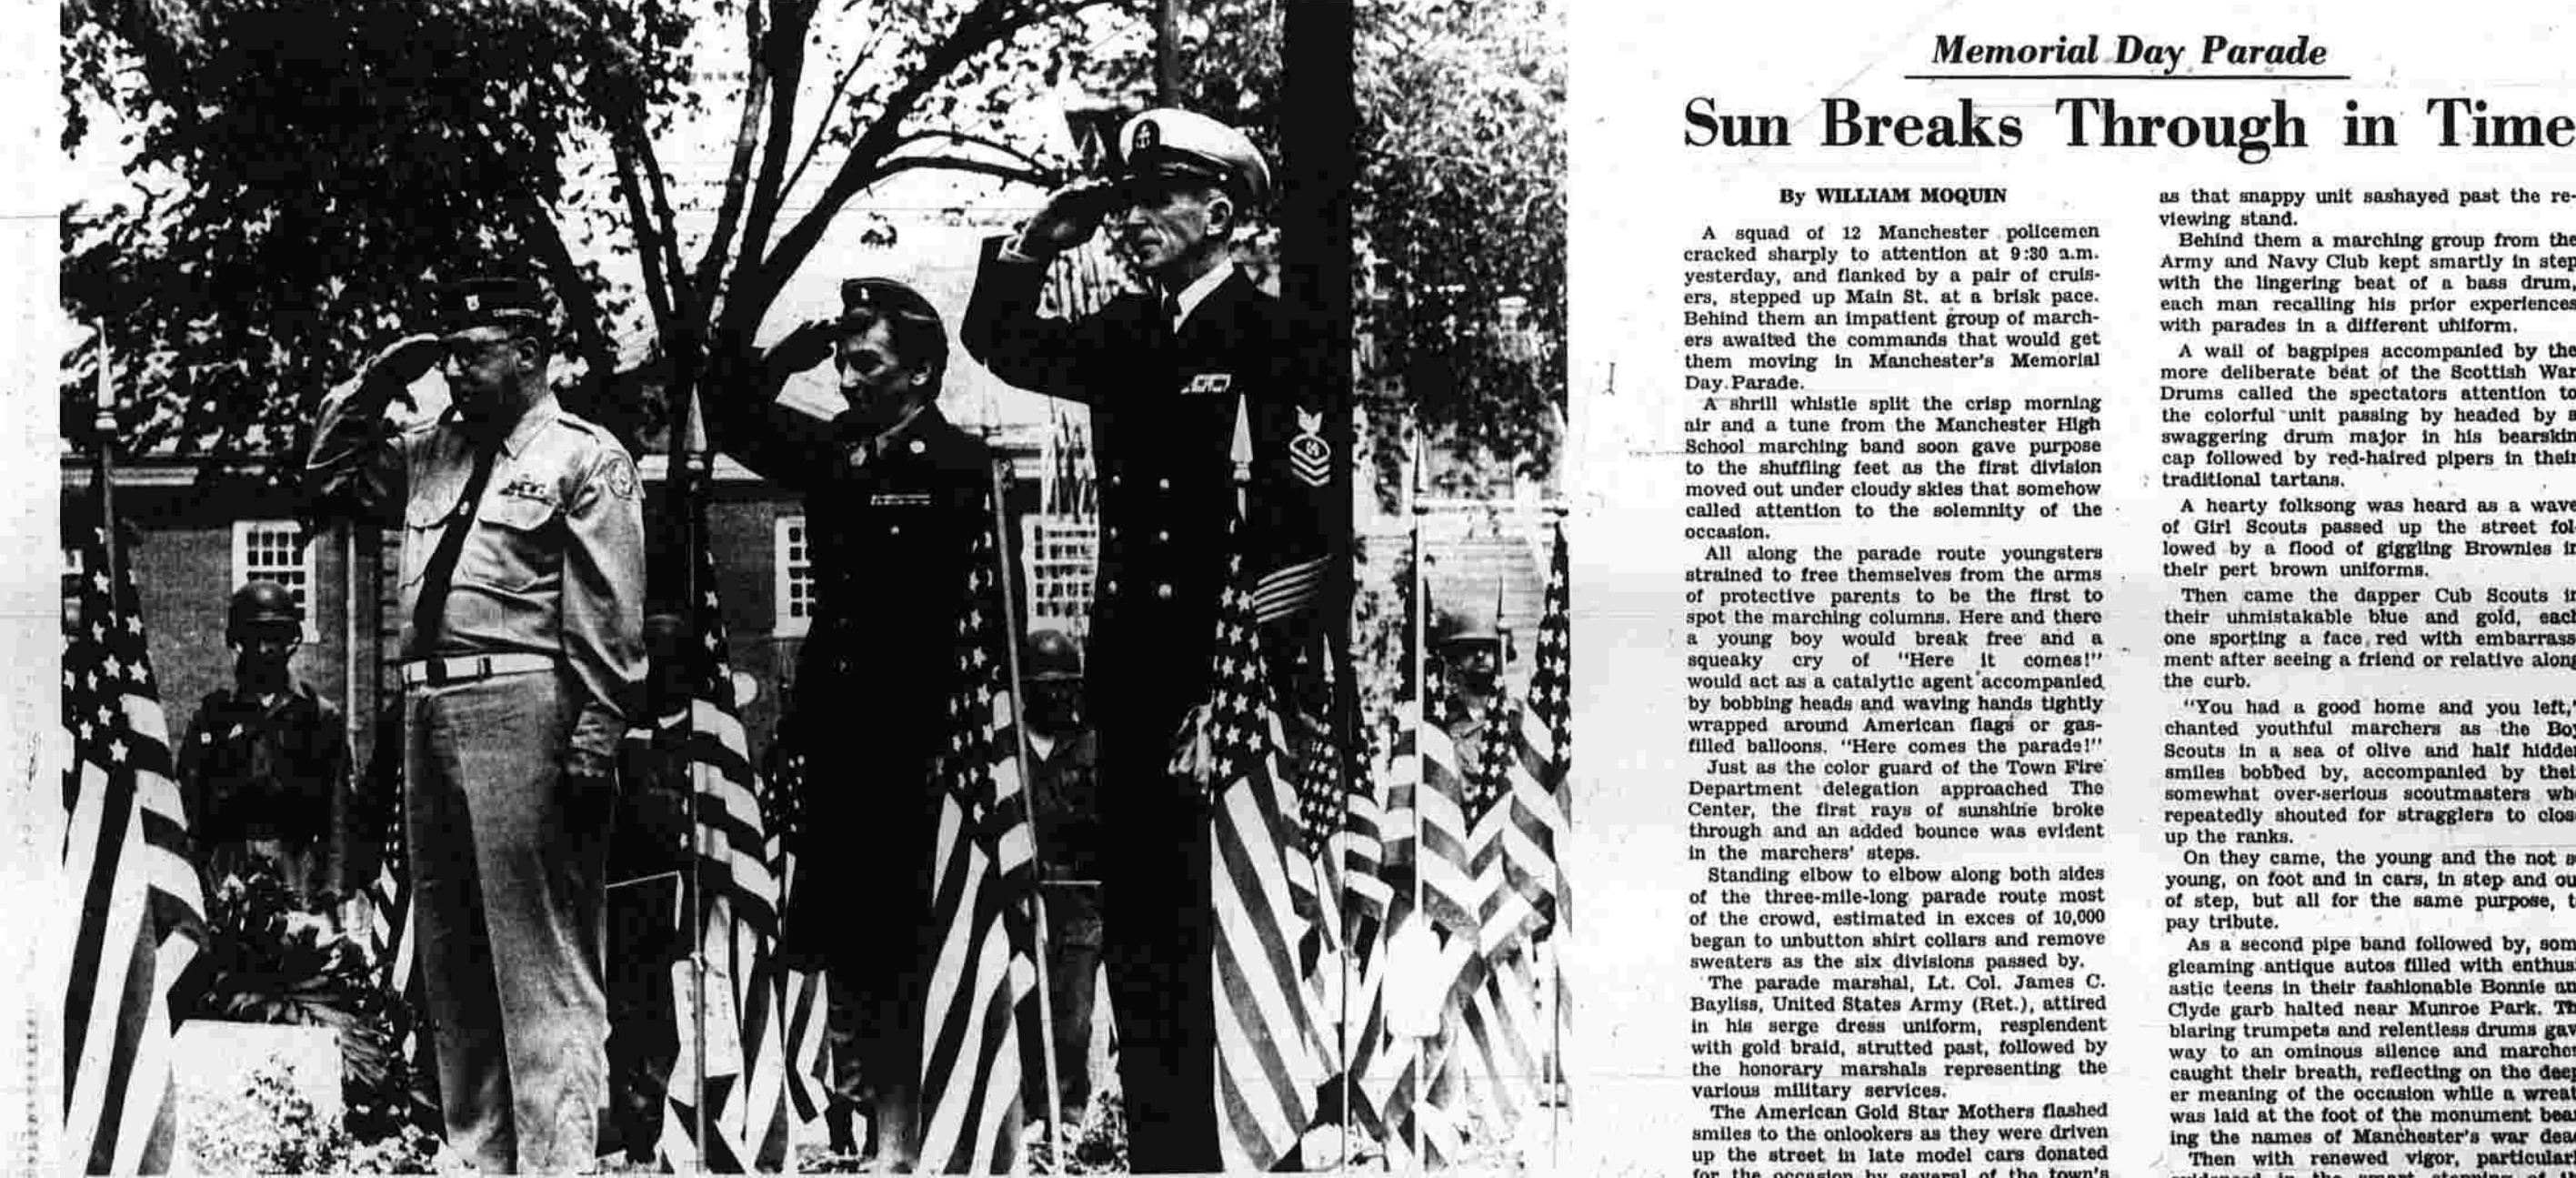 Memorial Day Parade
Sun Breaks Through in Time
By WILLIAM MOQUIN
A squad of 12 Manchester policemen
cracked sharply to attention at 9:30 a.m.
yesterday, and flanked by a pair of cruis-
ers, stepped up Main St. at a brisk pace.
Behind them an impatient group of march-
ers awaited the commands that would get
them moving in Manchester's Memorial
Day Parade.
A shrill whistle split the crisp morning
air and a tune from the Manchester High
School marching band soon gave purpose
to the shuffling feet as the first division
moved out under cloudy skies that somehow
called attention to the solemnity of the
occasion.
All along the parade route youngsters
strained to free themselves from the arms
of protective parents to be the first to
spot the marching columns. Here and there
a young boy would break free and a
squeaky cry of "Here it comes!"
would act as a catalytic agent accompanied
by bobbing heads and waving hands tightly
wrapped around American flags or gas-
filled balloons. "Here comes the parade!"
Just as the color guard of the Town Fire
Department delegation approached The
Center, the first rays of sunshine broke
through and an added bounce was evident
in the marchers' steps.
Standing elbow to elbow along both sides
of the three-mile-long parade route most
of the crowd, estimated in exces of 10,000
began to unbutton shirt collars and remove
sweaters as the six divisions passed by.
The parade marshal, Lt. Col. James C.
Bayliss, United States Army (Ret.), attired
in his serge dress uniform, resplendent
with gold braid, strutted past, followed by
the honorary marshals representing the
various military services.
The American Gold Star Mothers flashed
smiles to the onlookers as they were driven
up the street in late model cars donated
for the occasion by several of the town's
as that snappy unit sashayed past the re-
viewing stand.
Behind them a marching group from the
Army and Navy Club kept smartly in step
with the lingering beat of a bass drum,
each man recalling his prior experiences
with parades in a different uniform.
A wail of bagpipes accompanied by the
more deliberate beat of the Scottish War
Drums called the spectators attention to
the colorful unit passing by headed by a
swaggering drum major in his bearskin
cap followed by red-haired pipers in their
traditional tartans.
A hearty folksong was heard as a wave
of Girl Scouts passed up the street fol-
lowed by a flood of giggling Brownies in
their pert brown uniforms.
Then came the dapper Cub Scouts in
their unmistakable blue and gold, each
one sporting a face red with embarrass
ment after seeing a friend or relative along
the curb.
"You had a good home and you left,"
chanted youthful marchers as the Boy
Scouts in a sea of olive and half hidde
smiles bobbed by, accompanied by thei
somewhat over-serious scoutmasters wh
repeatedly shouted for stragglers to clos
up the ranks.
On they came, the young and the not s
young, on foot and in cars, in step and ou
of step, but all for the same purpose, t
pay tribute.
As a second pipe band followed by, som
gleaming antique autos filled with enthus
astic teens in their fashionable Bonnie an
Clyde garb halted near Munroe Park. Th
blaring trumpets and relentless drums gav
way to an ominous silence and marche
caught their breath, reflecting on the deep
er meaning of the occasion while a wreat
was laid at the foot of the monument bea
ing the names of Manchester's war dea
Then with renewed vigor, particular